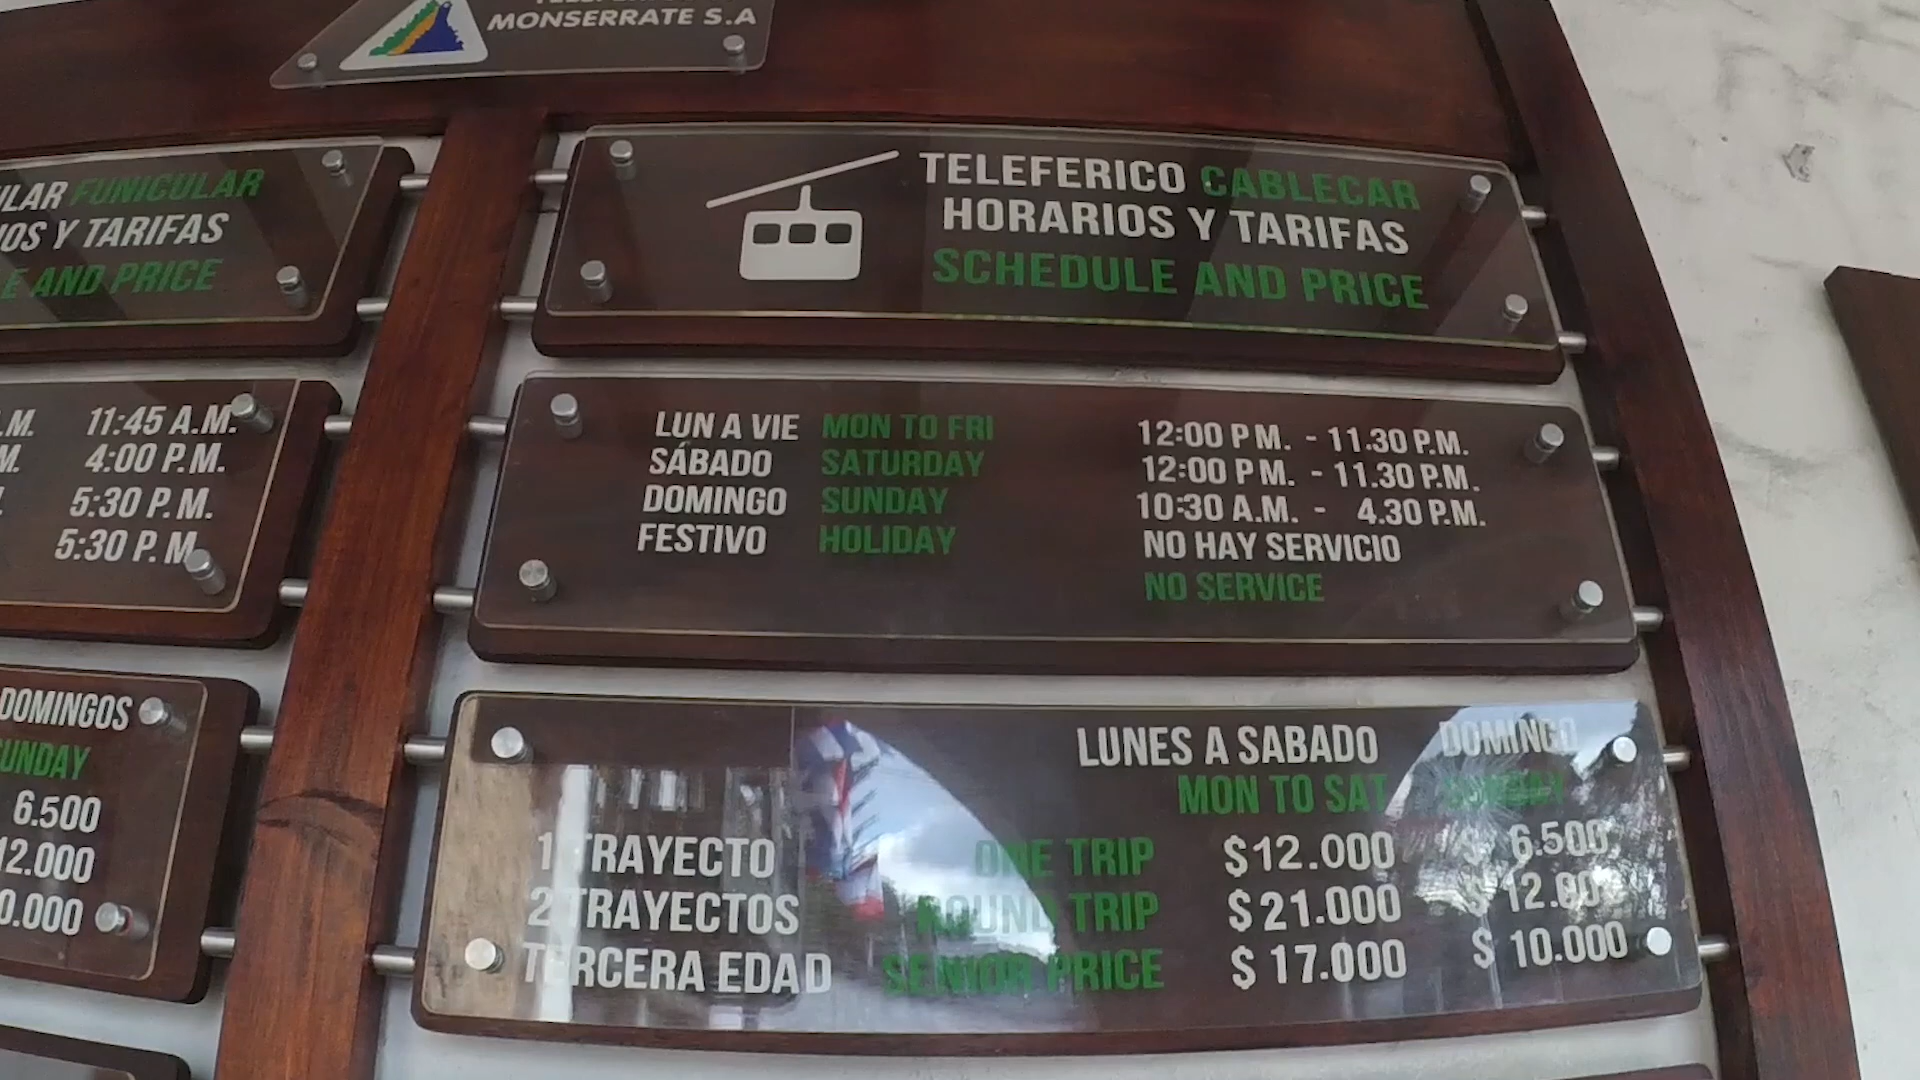 MONSERRATE S.A
FUNICULAR
Y TARIFAS
AND PRICE
11:45 A.M.
4:00 P.M.
5:30 P.M.
5:30 P.M.
DOMINGOS
6.500
12.000
TELEFERICO CABLECAR
HORARIOS Y TARIFAS
SCHEDULE AND PRICE
LUN A VIE MON TO FRI 12:00 P.M. - 11.30 P.M.
SÁBADO SATURDAY 12:00 P.M. - 11.30 P.M.
DOMINGO SUNDAY 10:30 A.M. - 4.30 P.M.
FESTIVO HOLIDAY NO HAY SERVICIO
NO SERVICE
LUNES A SABADO DOMINGO
MON TO SAT SUNDAY
1 TRAYECTO ONE TRIP $12.000 $ 6.500
2 TRAYECTOS ROUND TRIP $21.000 $ 12.000
TERCERA EDAD SENIOR PRICE $ 17.000 $ 10.000